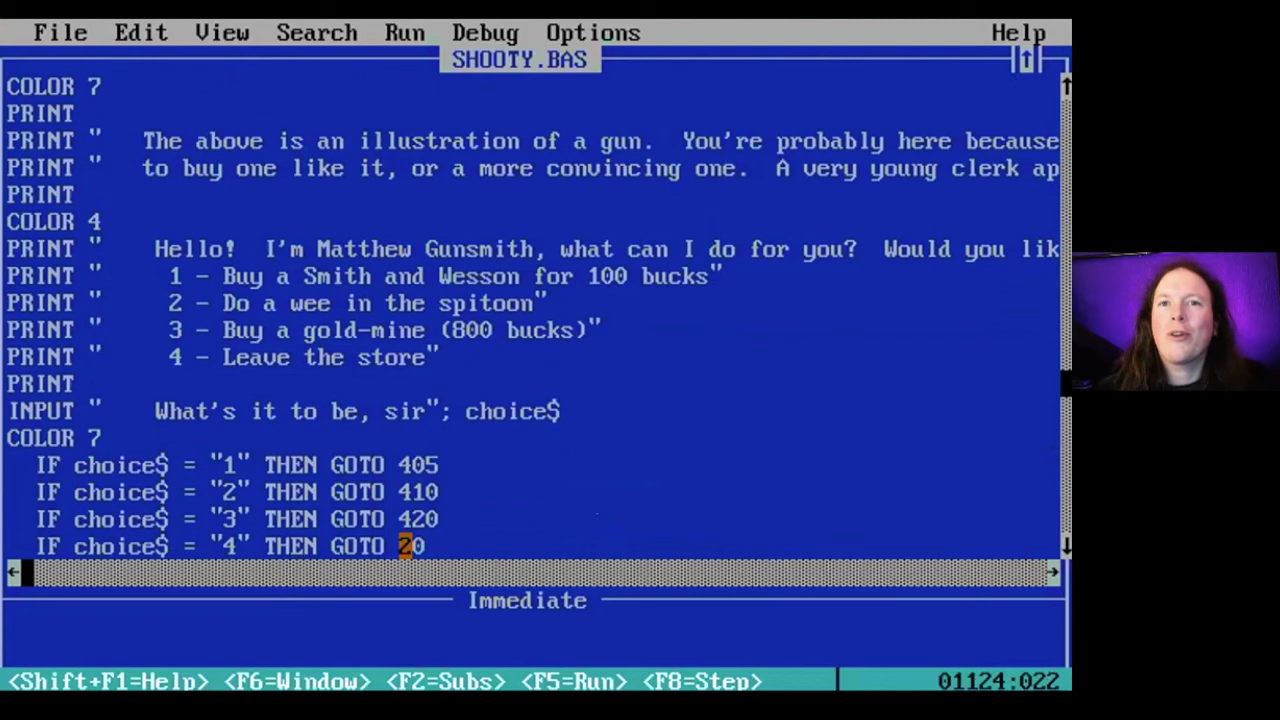 File Edit View Search Run Debug Options Help
SHOOTY.BAS
COLOR 7
PRINT
PRINT " The above is an illustration of a gun. You're probably here because
PRINT " to buy one like it, or a more convincing one. A very young clerk ap
PRINT
COLOR 4
PRINT " Hello! I'm Matthew Gunsmith, what can I do for you? Would you lik
PRINT " 1 - Buy a Smith and Wesson for 100 bucks"
PRINT " 2 - Do a wee in the spitoon"
PRINT " 3 - Buy a gold-mine (800 bucks)"
PRINT " 4 - Leave the store"
PRINT
INPUT " What's it to be, sir"; choice$
COLOR 7
IF choice$ = "1" THEN GOTO 405
IF choice$ = "2" THEN GOTO 410
IF choice$ = "3" THEN GOTO 420
IF choice$ = "4" THEN GOTO 20
Immediate
<Shift+F1=Help> <F6=Window> <F2=Subs> <F5=Run> <F8=Step> 01124:022